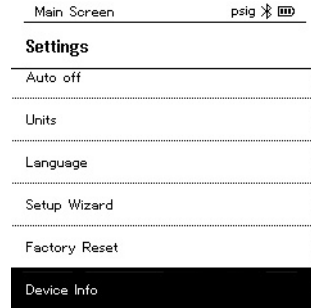 Main Screen psig
Settings
Auto off
Units
Language
Setup Wizard
Factory Reset
Device Info